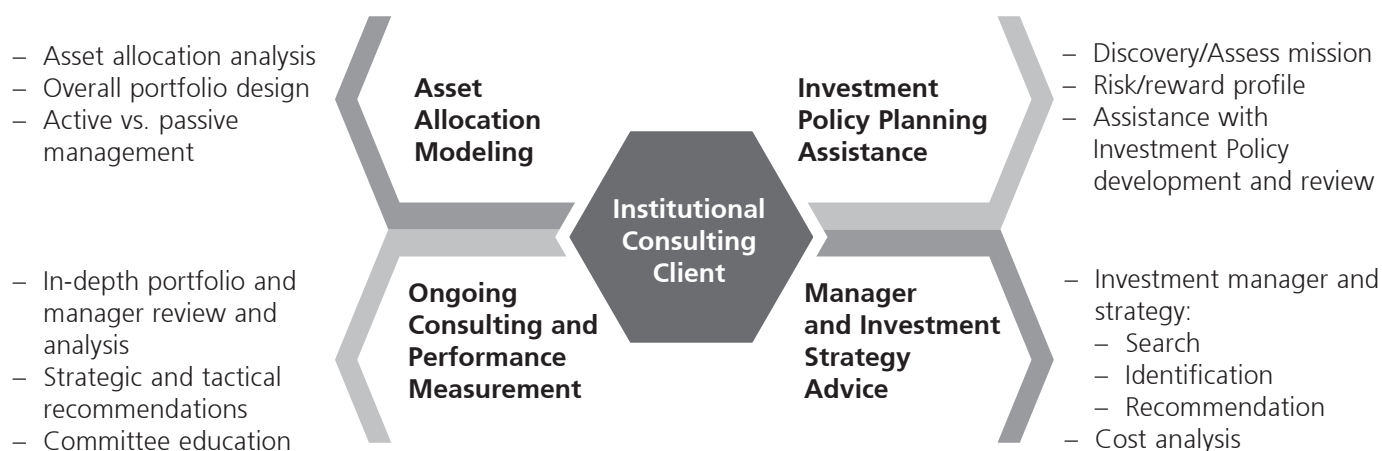 – Asset allocation analysis
– Overall portfolio design
– Active vs. passive
management
Asset
Allocation
Modeling
Investment
Policy Planning
Assistance
– Discovery/Assess mission
– Risk/reward profile
– Assistance with
Investment Policy
development and review
Institutional
Consulting
Client
– In-depth portfolio and
manager review and
analysis
– Strategic and tactical
recommendations
– Committee education
Ongoing
Consulting and
Performance
Measurement
Manager
and Investment
Strategy
Advice
– Investment manager and
strategy:
– Search
– Identification
– Recommendation
– Cost analysis